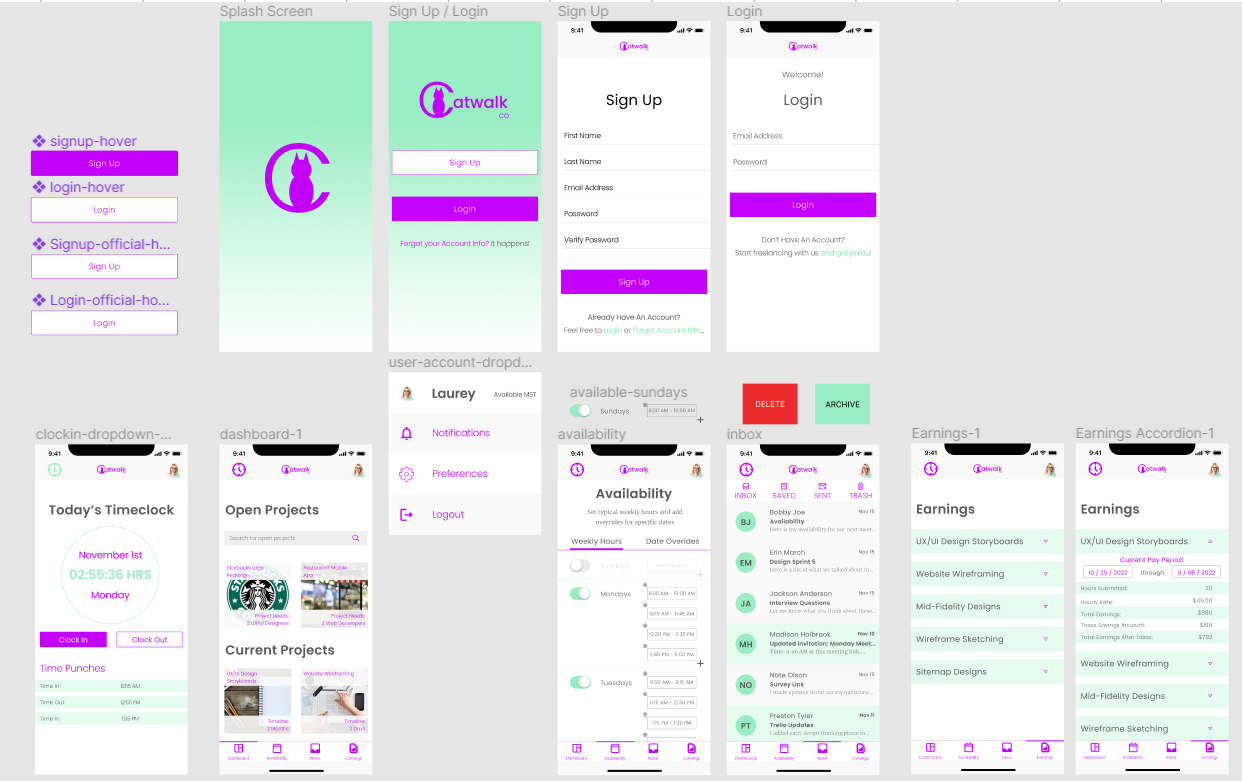 Splash Screen
Sign Up / Login
Catwalk
CO
Sign Up
Login
Forgot your Account Info? It happens!
Sign Up
9:41
Catwalk
Sign Up
First Name
Last Name
Email Address
Password
Verify Password
Sign Up
Already Have An Account?
Feel free to Login or Forgot Account Info...
Login
9:41
Catwalk
Welcome!
Login
Email Address
Password
Login
Don't Have An Account?
Start freelancing with us and get paid...!
signup-hover
Sign Up
login-hover
Login
Signup-official-h...
Sign Up
Login-official-ho...
Login
user-account-dropd...
Laurey
Available MST
Notifications
Preferences
Logout
available-sundays
Sundays
9:00 AM - 10:00 AM
DELETE
ARCHIVE
clockin-dropdown-...
9:41
Catwalk
Today's Timeclock
November 1st
02:55:36 HRS
Monday
Clock In
Clock Out
Time Punches
Time In:
8:55 AM
Time Out:
12:55 PM
Time In:
1:55 PM
dashboard-1
9:41
Catwalk
Open Projects
Search for open projects
Starbucks Logo
Redesign
Project Needs:
3 UX/UI Designers
Restaurant Mobile
App
Project Needs:
3 Web Developers
Current Projects
UX/UI Design
Storyboards
Timeline:
3 Months
Website Wireframing
Timeline:
3 Days
Dashboard
Availability
Inbox
Earnings
availability
9:41
Catwalk
Availability
Set typical weekly hours and add
overrides for specific dates
Weekly Hours
Date Overides
Sundays
Mondays
9:00 AM - 10:00 AM
10:15 AM - 11:45 AM
12:30 PM - 2:35 PM
2:45 PM - 5:00 PM
Tuesdays
9:00 AM - 9:15 AM
11:15 AM - 12:30 PM
1:15 PM - 1:30 PM
Dashboard
Availability
Inbox
Earnings
inbox
9:41
Catwalk
INBOX
SAVED
SENT
TRASH
BJ
Bobby Joe
Nov 15
Availability
Here is my availability for our next meet..
EM
Erin March
Nov 15
Design Sprint 5
Here is a list of what we talked about in...
JA
Jackson Anderson
Nov 15
Interview Questions
Let me know what you think about these...
MH
Madison Holbrook
Nov 10
Updated invitation: Monday Meet...
Time: 9:00 AM at this meeting link:...
NO
Nate Olson
Nov 15
Survey Link
I made updates to our survey questions...
PT
Preston Tyler
Nov 11
Trello Updates
I added each design thinking phase to...
Dashboard
Availability
Inbox
Earnings
Earnings-1
9:41
Catwalk
Earnings
UX/UI Design Storyboards
Website Wireframing
Mid-Fidelity Designs
Wireframe Sketching
Sitemap Designs
Dashboard
Availability
Inbox
Earnings
Earnings Accordion-1
9:41
Catwalk
Earnings
UX/UI Design Storyboards
Current Pay Period:
10 / 25 / 2022
through
11 / 08 / 2022
Hours Submitted:
20
Hourly Rate:
$49.50
Total Earning:
$990
Taxes Savings Account:
$198
Total Earnings After Taxes:
$792
Website Wireframing
Mid-Fidelity Designs
Wireframe Sketching
Dashboard
Availability
Inbox
Earnings